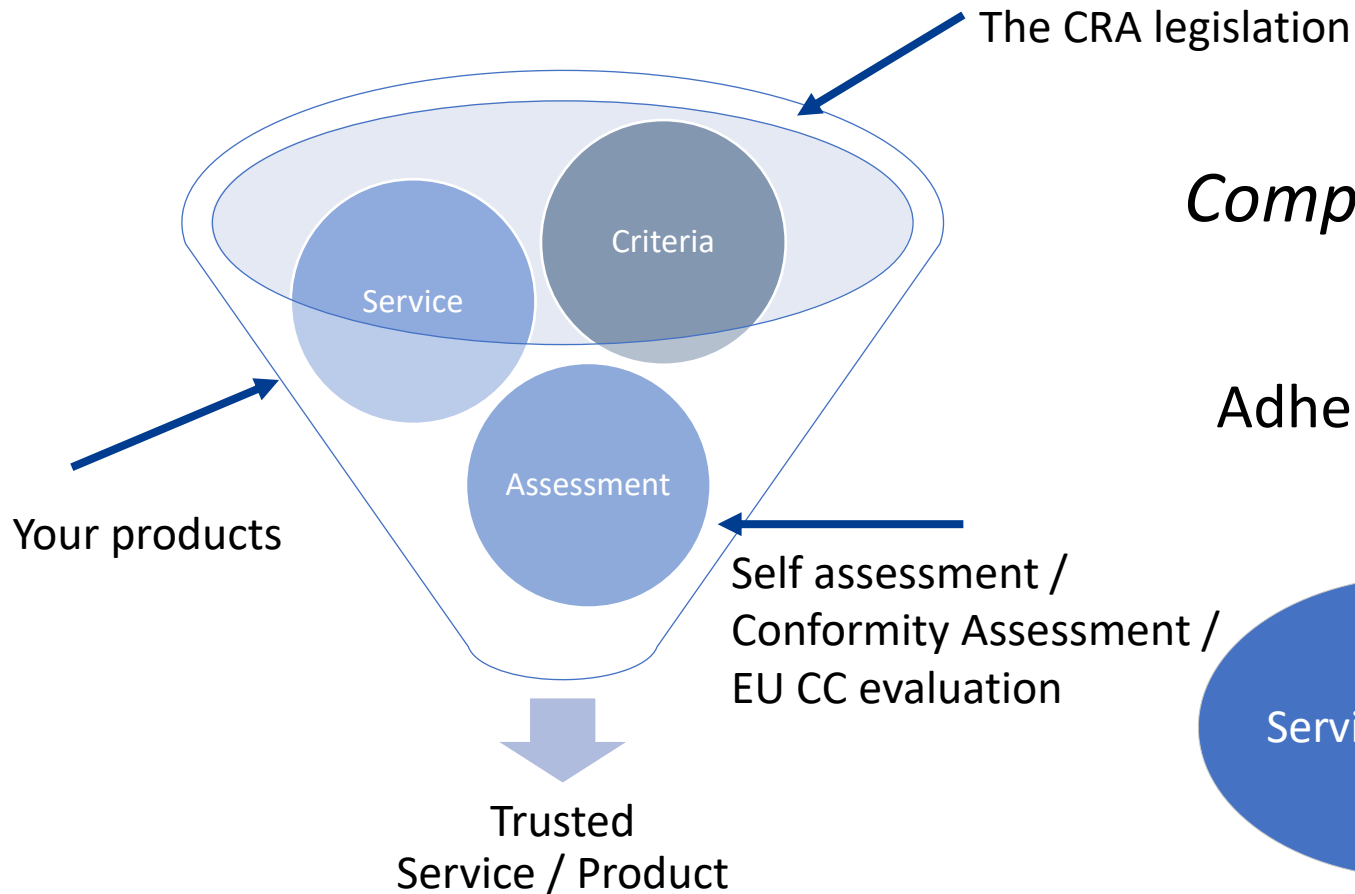 The CRA legislation
Comp
Criteria
Service
Adhe
Assessment
Your products
Self assessment /
Conformity Assessment /
EU CC evaluation
Servi
Trusted
Service / Product